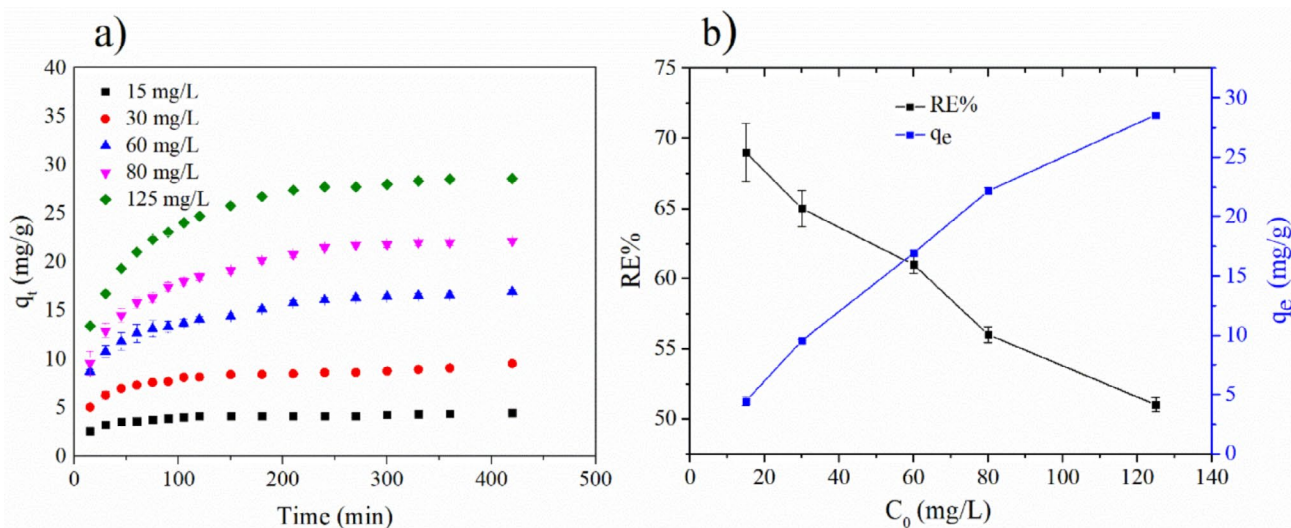 a)
40
35
30
25
20
15
10
5
0
15 mg/L
30 mg/L
60 mg/L
80 mg/L
125 mg/L
qt (mg/g)
0 100 200 300 400 500
Time (min)
b)
75
70
65
60
55
50
RE%
qe
RE%
30
25
20
15
10
5
0
qe (mg/g)
0 20 40 60 80 100 120 140
C0 (mg/L)